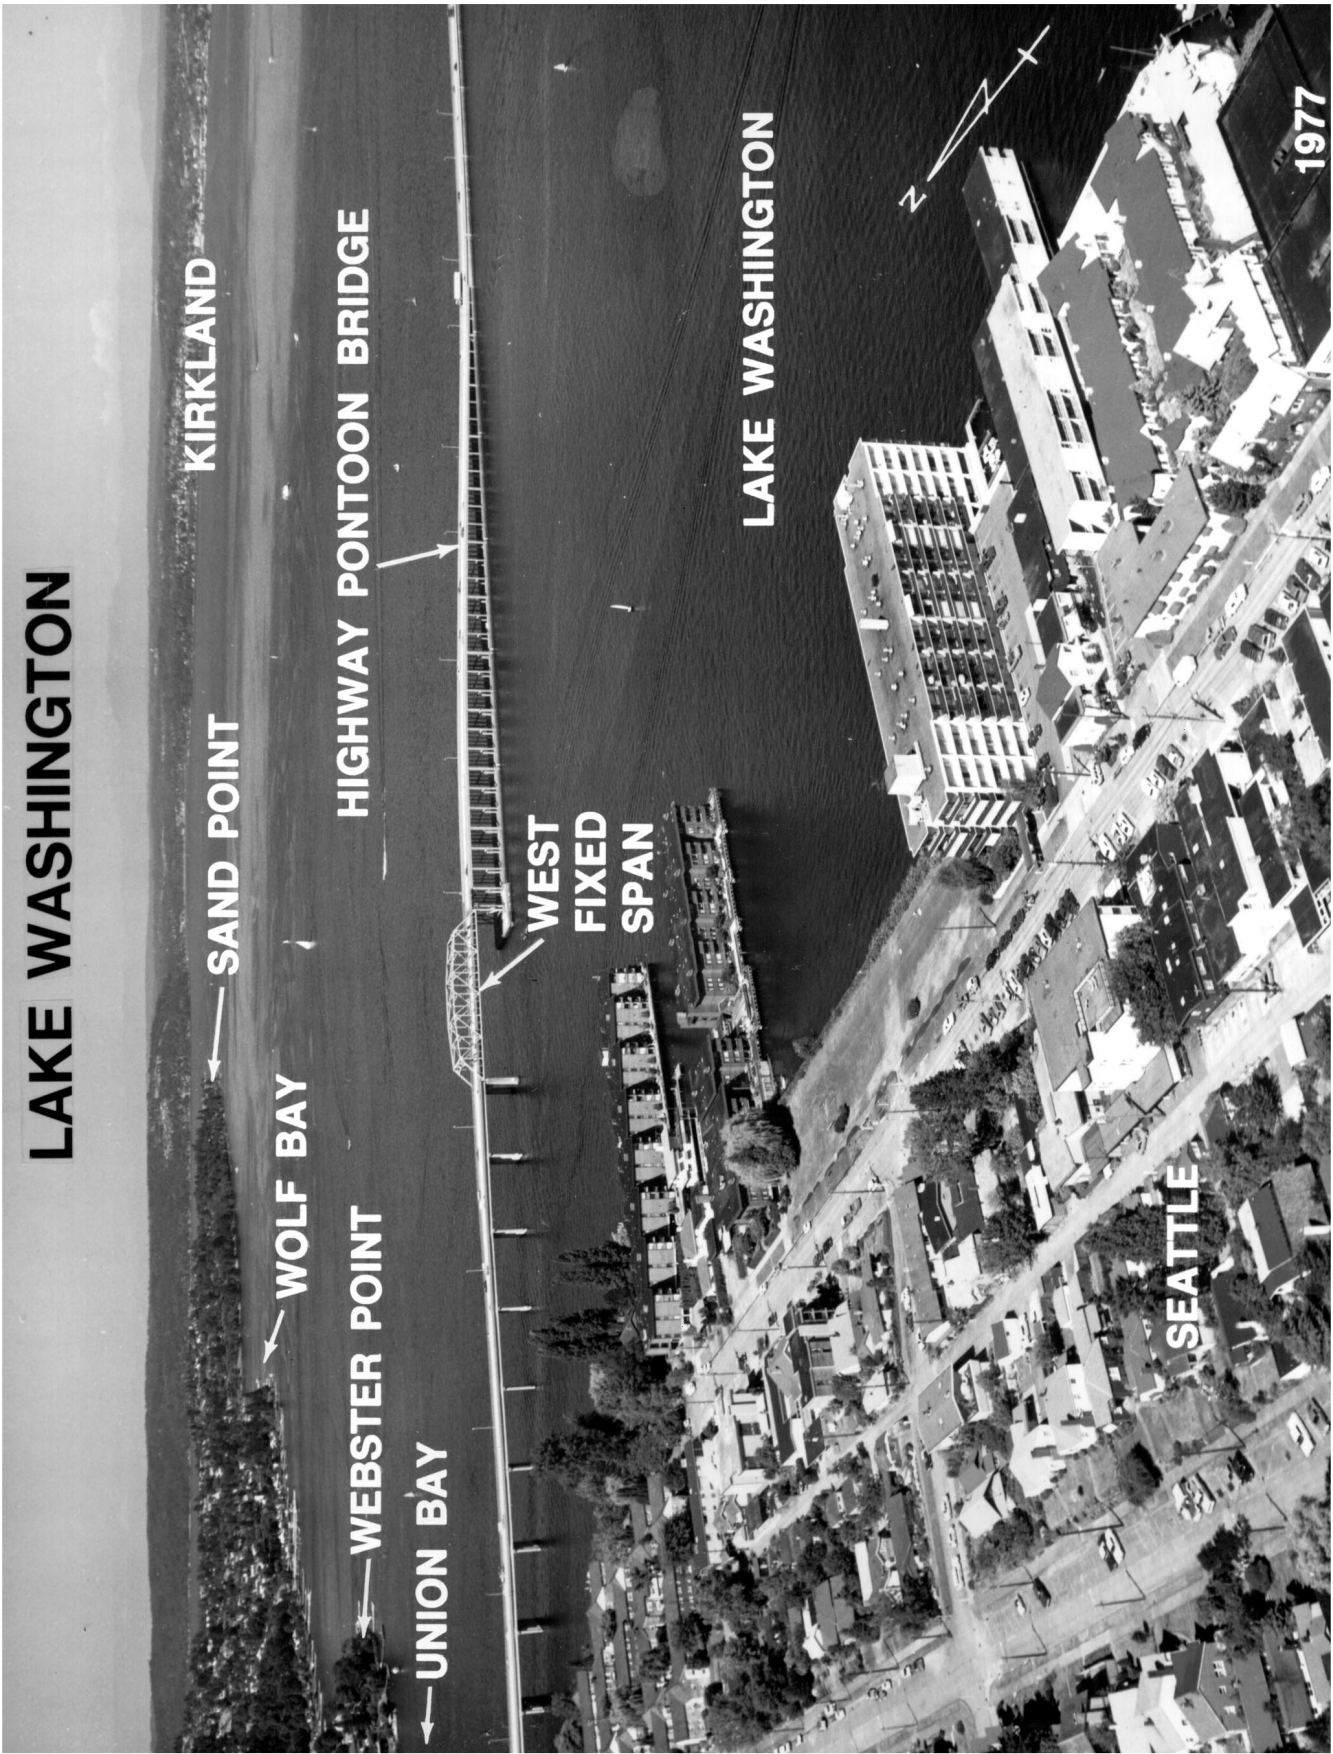 LAKE WASHINGTON
KIRKLAND
SAND POINT
WOLF BAY
HIGHWAY PONTOON BRIDGE
WEBSTER POINT
UNION BAY
WEST
FIXED
SPAN
LAKE WASHINGTON
N
SEATTLE
1977